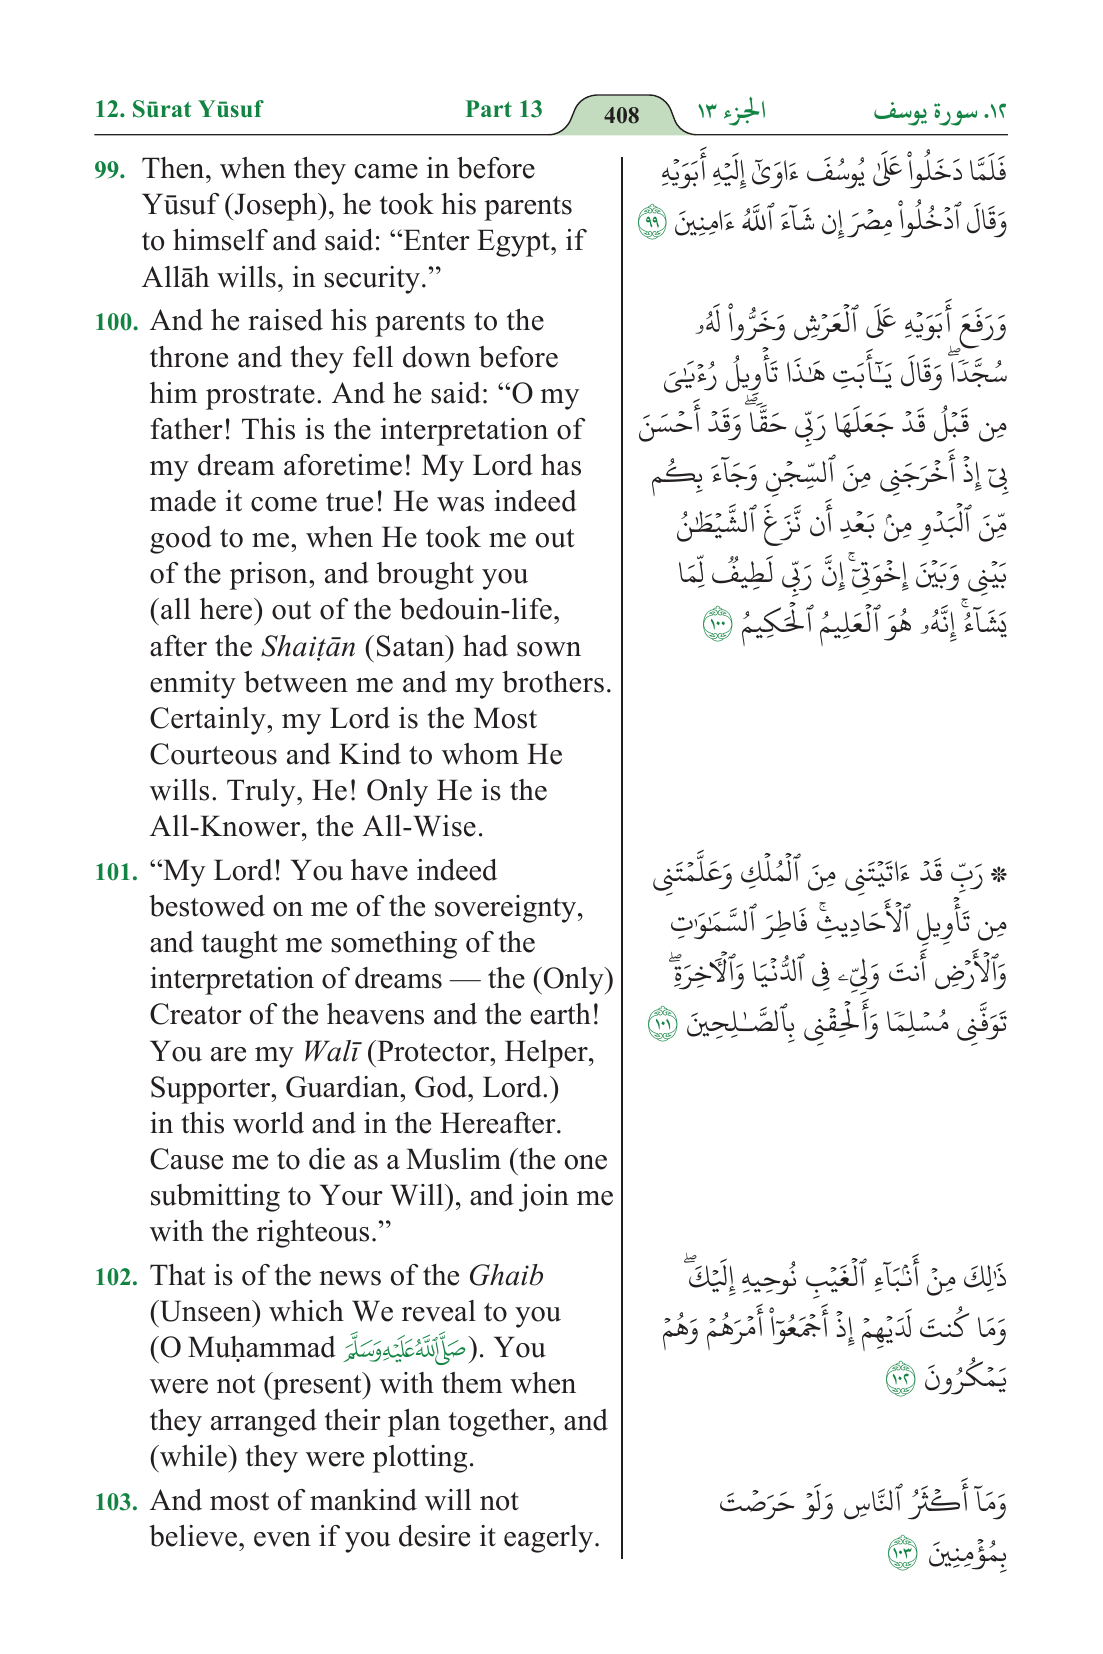 12. Sūrat Yūsuf
Part 13
408
الجزء ١٣
١٢. سورة يوسف
99. Then, when they came in before
Yūsuf (Joseph), he took his parents
to himself and said: “Enter Egypt, if
Allāh wills, in security.”
100. And he raised his parents to the
throne and they fell down before
him prostrate. And he said: “O my
father! This is the interpretation of
my dream aforetime! My Lord has
made it come true! He was indeed
good to me, when He took me out
of the prison, and brought you
(all here) out of the bedouin-life,
after the Shaiṭān (Satan) had sown
enmity between me and my brothers.
Certainly, my Lord is the Most
Courteous and Kind to whom He
wills. Truly, He! Only He is the
All-Knower, the All-Wise.
101. “My Lord! You have indeed
bestowed on me of the sovereignty,
and taught me something of the
interpretation of dreams — the (Only)
Creator of the heavens and the earth!
You are my Walī (Protector, Helper,
Supporter, Guardian, God, Lord.)
in this world and in the Hereafter.
Cause me to die as a Muslim (the one
submitting to Your Will), and join me
with the righteous.”
102. That is of the news of the Ghaib
(Unseen) which We reveal to you
(O Muḥammad صَلَّى ٱللَّهُ عَلَيْهِ وَسَلَّمَ). You
were not (present) with them when
they arranged their plan together, and
(while) they were plotting.
103. And most of mankind will not
believe, even if you desire it eagerly.
فَلَمَّا دَخَلُواْ عَلَىٰ يُوسُفَ ءَاوَىٰٓ إِلَيْهِ أَبَوَيْهِ
وَقَالَ ٱدْخُلُواْ مِصْرَ إِن شَآءَ ٱللَّهُ ءَامِنِينَ ٩٩
وَرَفَعَ أَبَوَيْهِ عَلَى ٱلْعَرْشِ وَخَرُّواْ لَهُۥ
سُجَّدًاۖ وَقَالَ يَـٰٓأَبَتِ هَـٰذَا تَأْوِيلُ رُءْيَـٰىَ
مِن قَبْلُ قَدْ جَعَلَهَا رَبِّى حَقًّاۖ وَقَدْ أَحْسَنَ
بِىٓ إِذْ أَخْرَجَنِى مِنَ ٱلسِّجْنِ وَجَآءَ بِكُم
مِّنَ ٱلْبَدْوِ مِنۢ بَعْدِ أَن نَّزَغَ ٱلشَّيْطَـٰنُ
بَيْنِى وَبَيْنَ إِخْوَتِىٓۚ إِنَّ رَبِّى لَطِيفٌ لِّمَا
يَشَآءُۚ إِنَّهُۥ هُوَ ٱلْعَلِيمُ ٱلْحَكِيمُ ١٠٠
۞ رَبِّ قَدْ ءَاتَيْتَنِى مِنَ ٱلْمُلْكِ وَعَلَّمْتَنِى
مِن تَأْوِيلِ ٱلْأَحَادِيثِۚ فَاطِرَ ٱلسَّمَـٰوَٰتِ
وَٱلْأَرْضِ أَنتَ وَلِىِّۦ فِى ٱلدُّنْيَا وَٱلْـَٔاخِرَةِۖ
تَوَفَّنِى مُسْلِمًا وَأَلْحِقْنِى بِٱلصَّـٰلِحِينَ ١٠١
ذَٰلِكَ مِنْ أَنۢبَآءِ ٱلْغَيْبِ نُوحِيهِ إِلَيْكَۖ
وَمَا كُنتَ لَدَيْهِمْ إِذْ أَجْمَعُوٓاْ أَمْرَهُمْ وَهُمْ
يَمْكُرُونَ ١٠٢
وَمَآ أَكْثَرُ ٱلنَّاسِ وَلَوْ حَرَصْتَ
بِمُؤْمِنِينَ ١٠٣